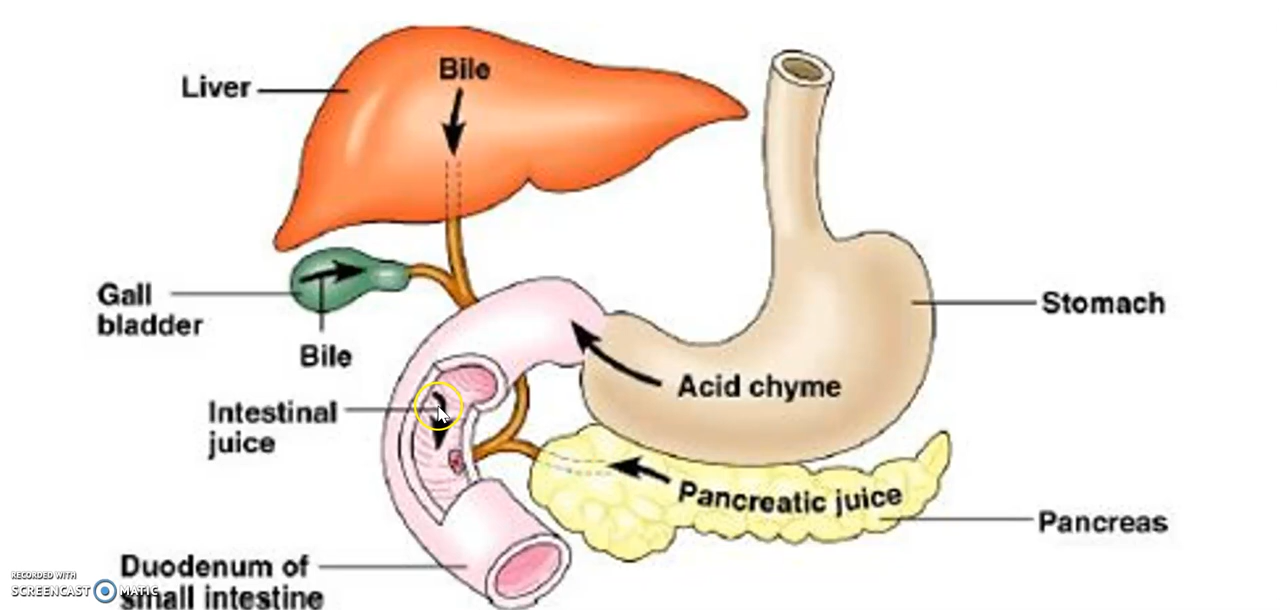 Bile
Liver
Gall
bladder
Bile
Stomach
Acid chyme
Intestinal
juice
Pancreatic juice
Pancreas
Duodenum of
small intestine
RECORDED WITH
SCREENCAST MATIC